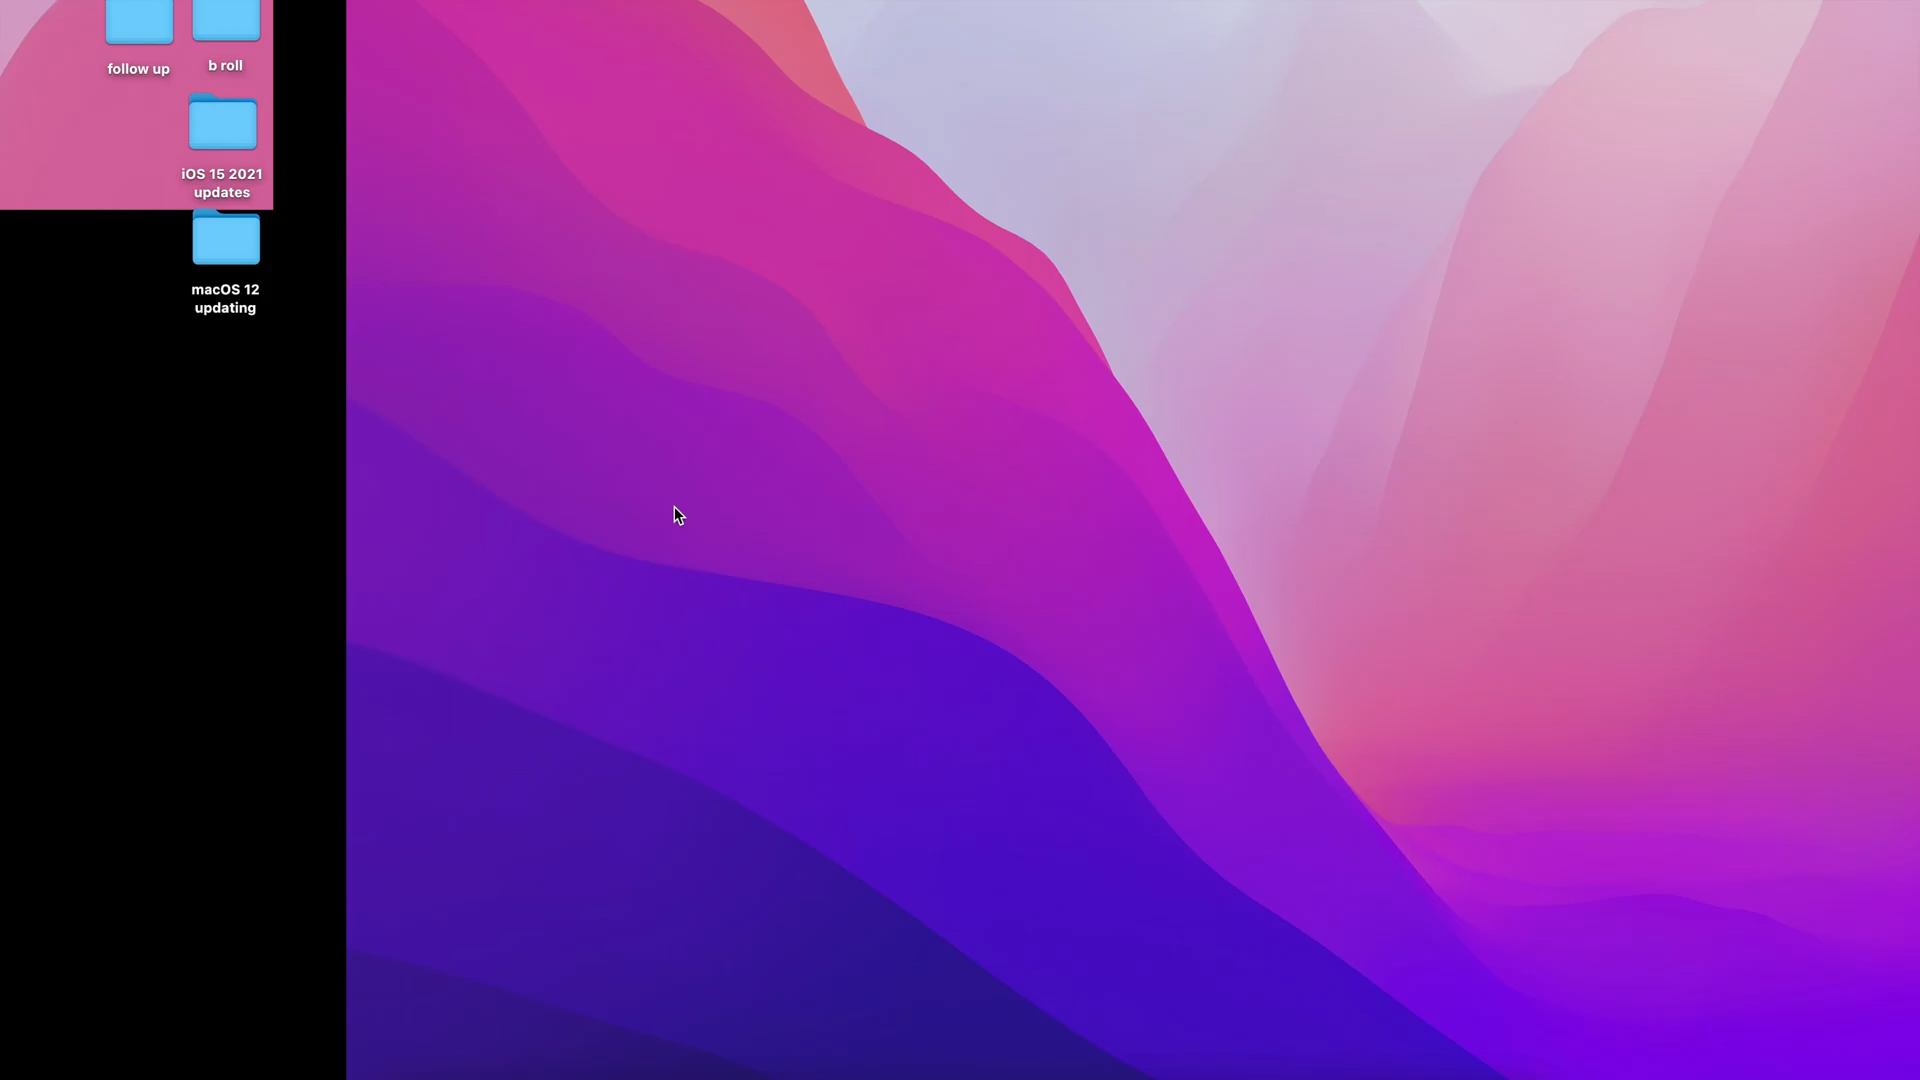 follow up
b roll
iOS 15 2021
updates
macOS 12
updating